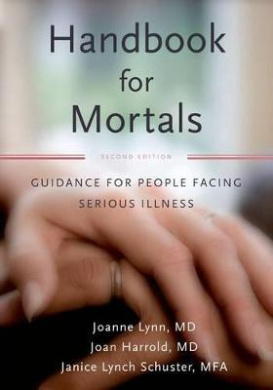 Handbook
for
Mortals
SECOND EDITION
GUIDANCE FOR PEOPLE FACING
SERIOUS ILLNESS
Joanne Lynn, MD
Joan Harrold, MD
Janice Lynch Schuster, MFA